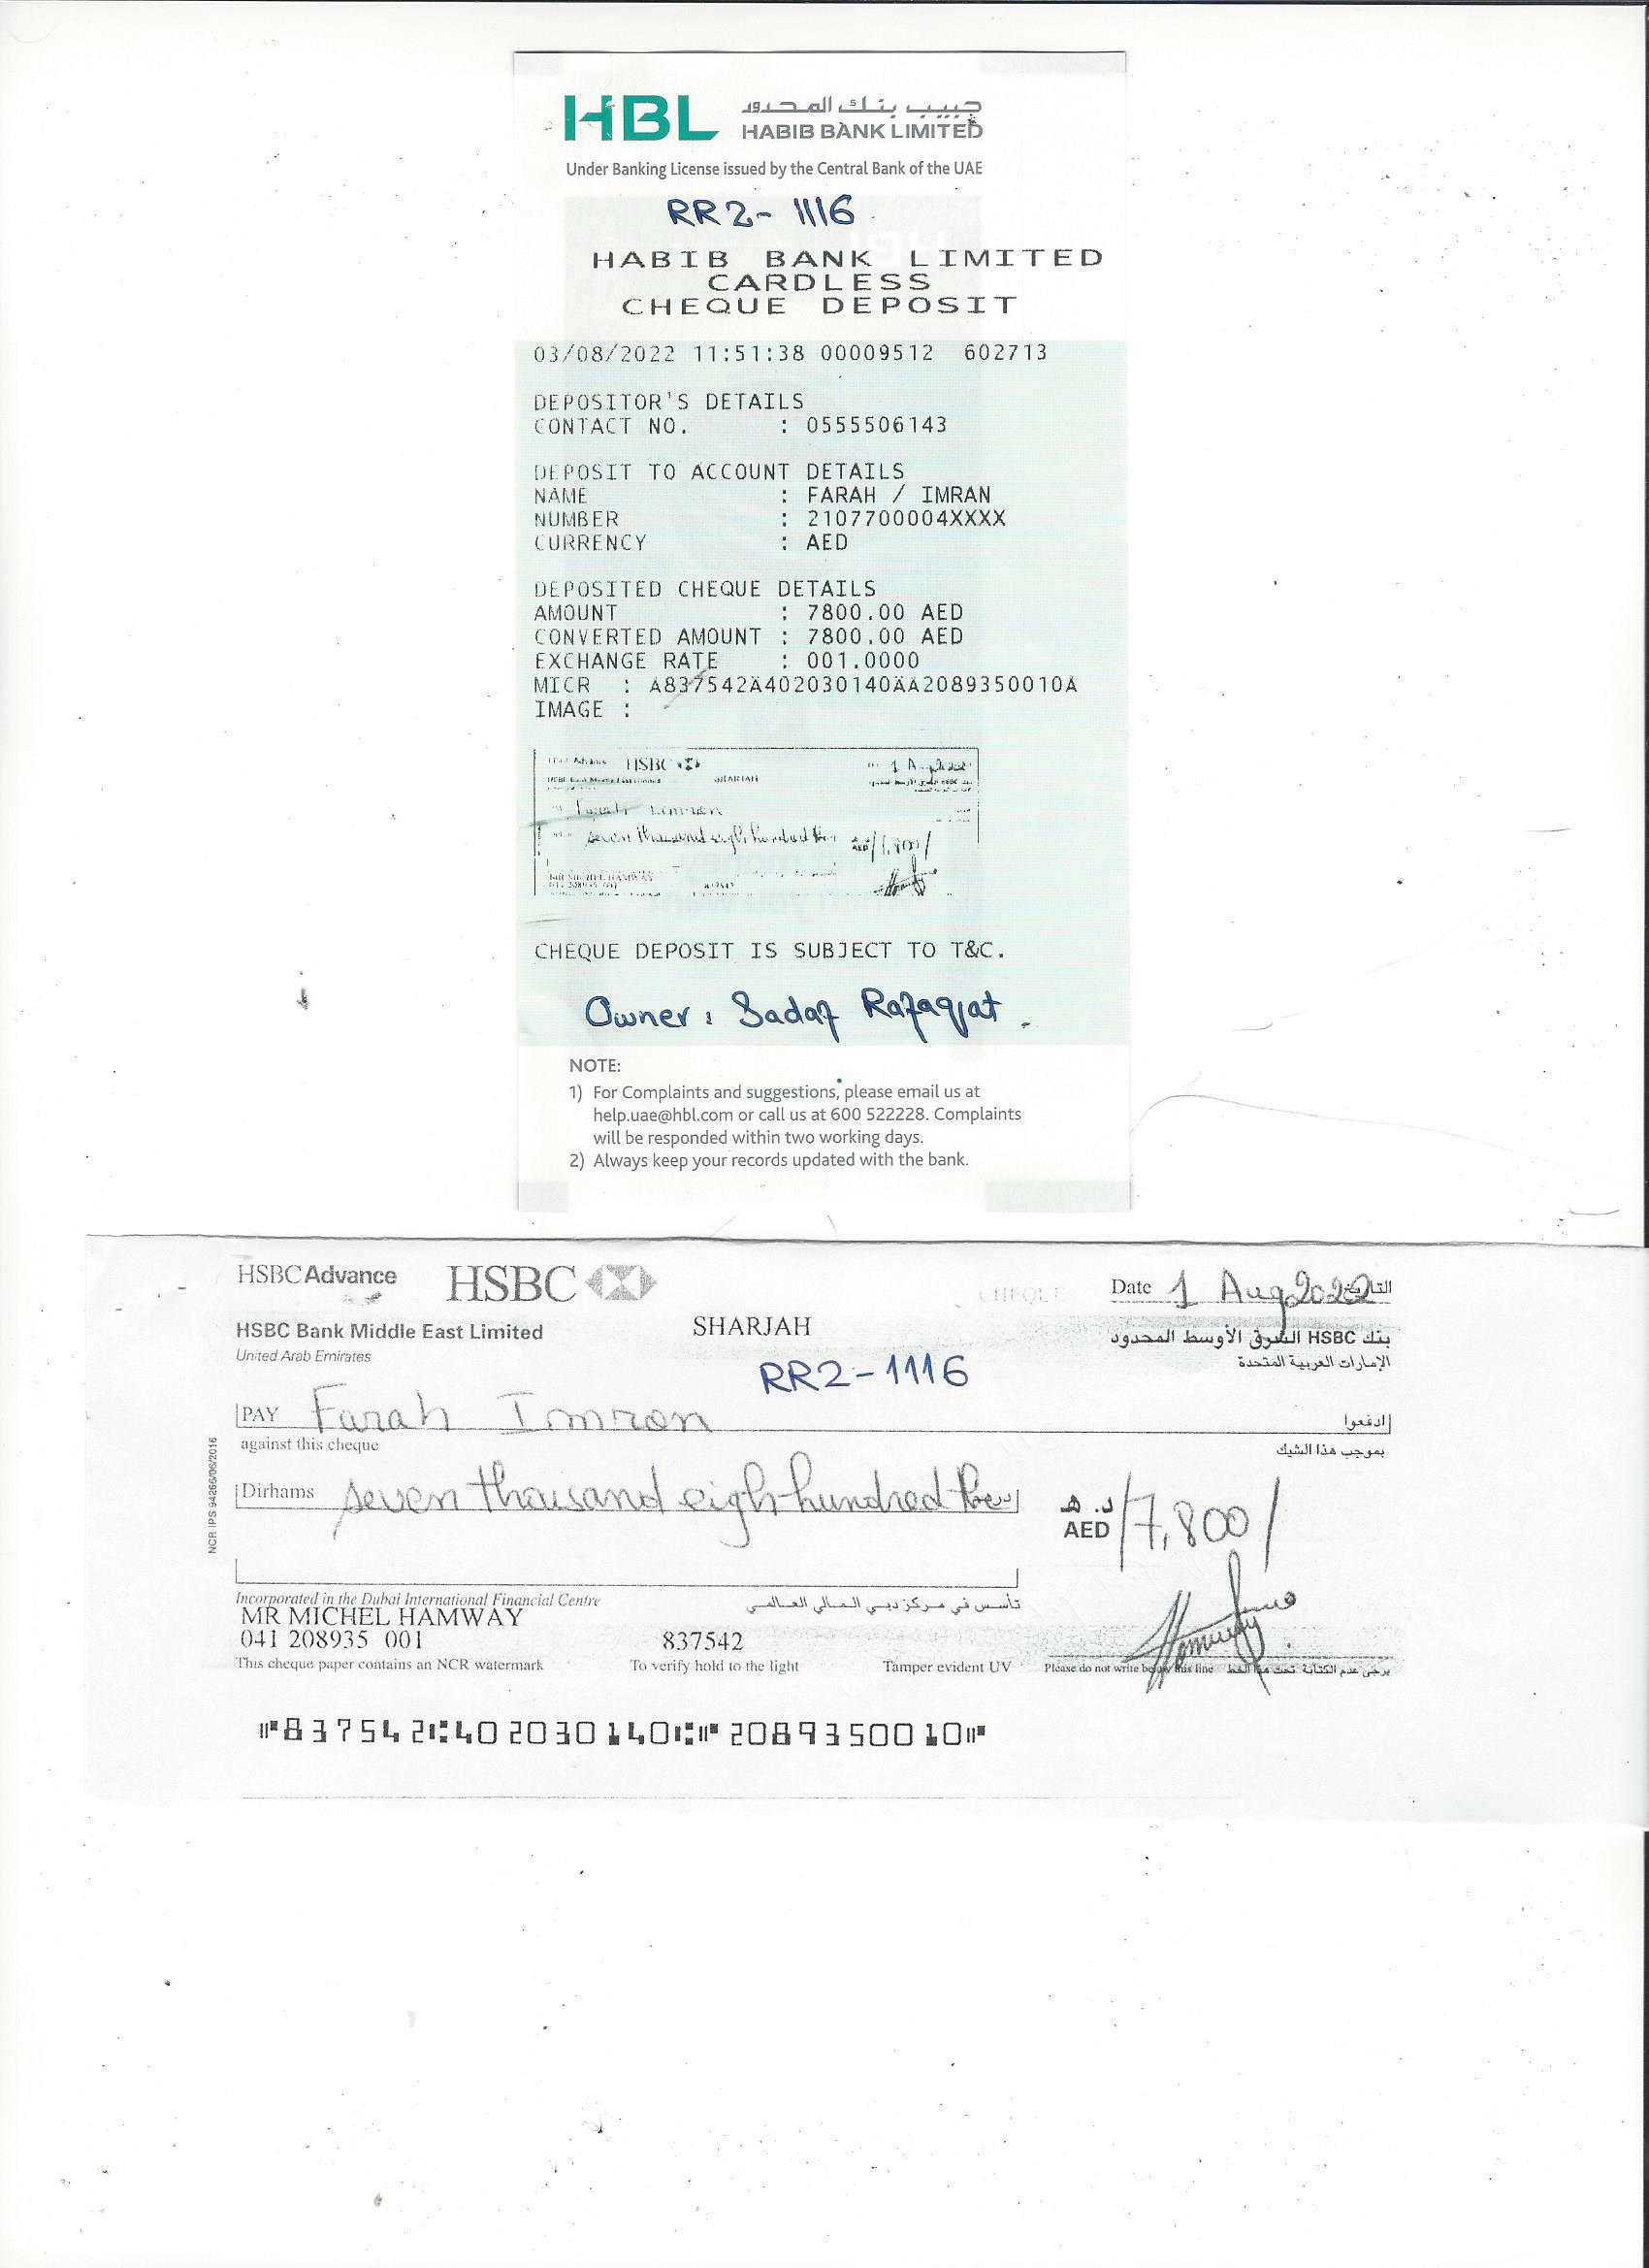 HBL حبيب بنك المحدود
HABIB BANK LIMITED
Under Banking License issued by the Central Bank of the UAE
RR2-1116
HABIB BANK LIMITED
CARDLESS
CHEQUE DEPOSIT
03/08/2022 11:51:38 00009512 602713
DEPOSITOR'S DETAILS
CONTACT NO. : 0555506143
DEPOSIT TO ACCOUNT DETAILS
NAME : FARAH / IMRAN
NUMBER : 2107700004XXXX
CURRENCY : AED
DEPOSITED CHEQUE DETAILS
AMOUNT : 7800.00 AED
CONVERTED AMOUNT : 7800.00 AED
EXCHANGE RATE : 001.0000
MICR : A837542A402030140AA2089350010A
IMAGE :
HSBC
SHARJAH
seven thousand eigh hundred
CHEQUE DEPOSIT IS SUBJECT TO T&C.
Owner : Sadaf Rafaqat.
NOTE:
1) For Complaints and suggestions, please email us at
help.uae@hbl.com or call us at 600 522228. Complaints
will be responded within two working days.
2) Always keep your records updated with the bank.
HSBC Advance HSBC CHEQUE Date 1 Aug 2022 التاريخ
HSBC Bank Middle East Limited SHARJAH بنك HSBC الشرق الأوسط المحدود
United Arab Emirates الإمارات العربية المتحدة
RR2-1116
PAY Farah Imran ادفعوا
against this cheque بموجب هذا الشيك
Dirhams seven thousand eigh hundred د.هـ
AED /7,800/
NCR IPS 94266/06/2016
Incorporated in the Dubai International Financial Centre تأسس في مركز دبي المالي العالمي
MR MICHEL HAMWAY
041 208935 001 837542
This cheque paper contains an NCR watermark To verify hold to the light Tamper evident UV Please do not write below this line يرجى عدم الكتابة تحت هذا الخط
⑈837542⑆402030140⑆⑈2089350010⑈